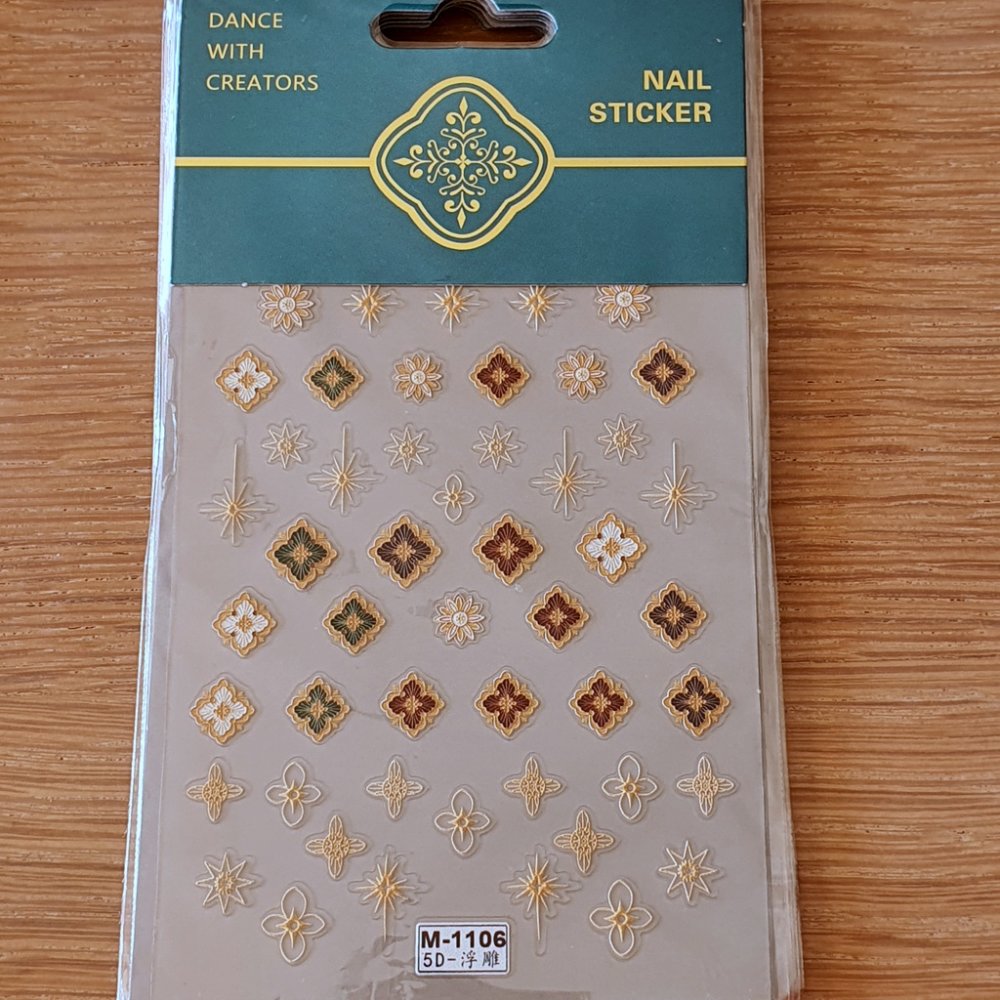 DANCE
WITH
CREATORS
NAIL
STICKER
M-1106
5D-浮雕